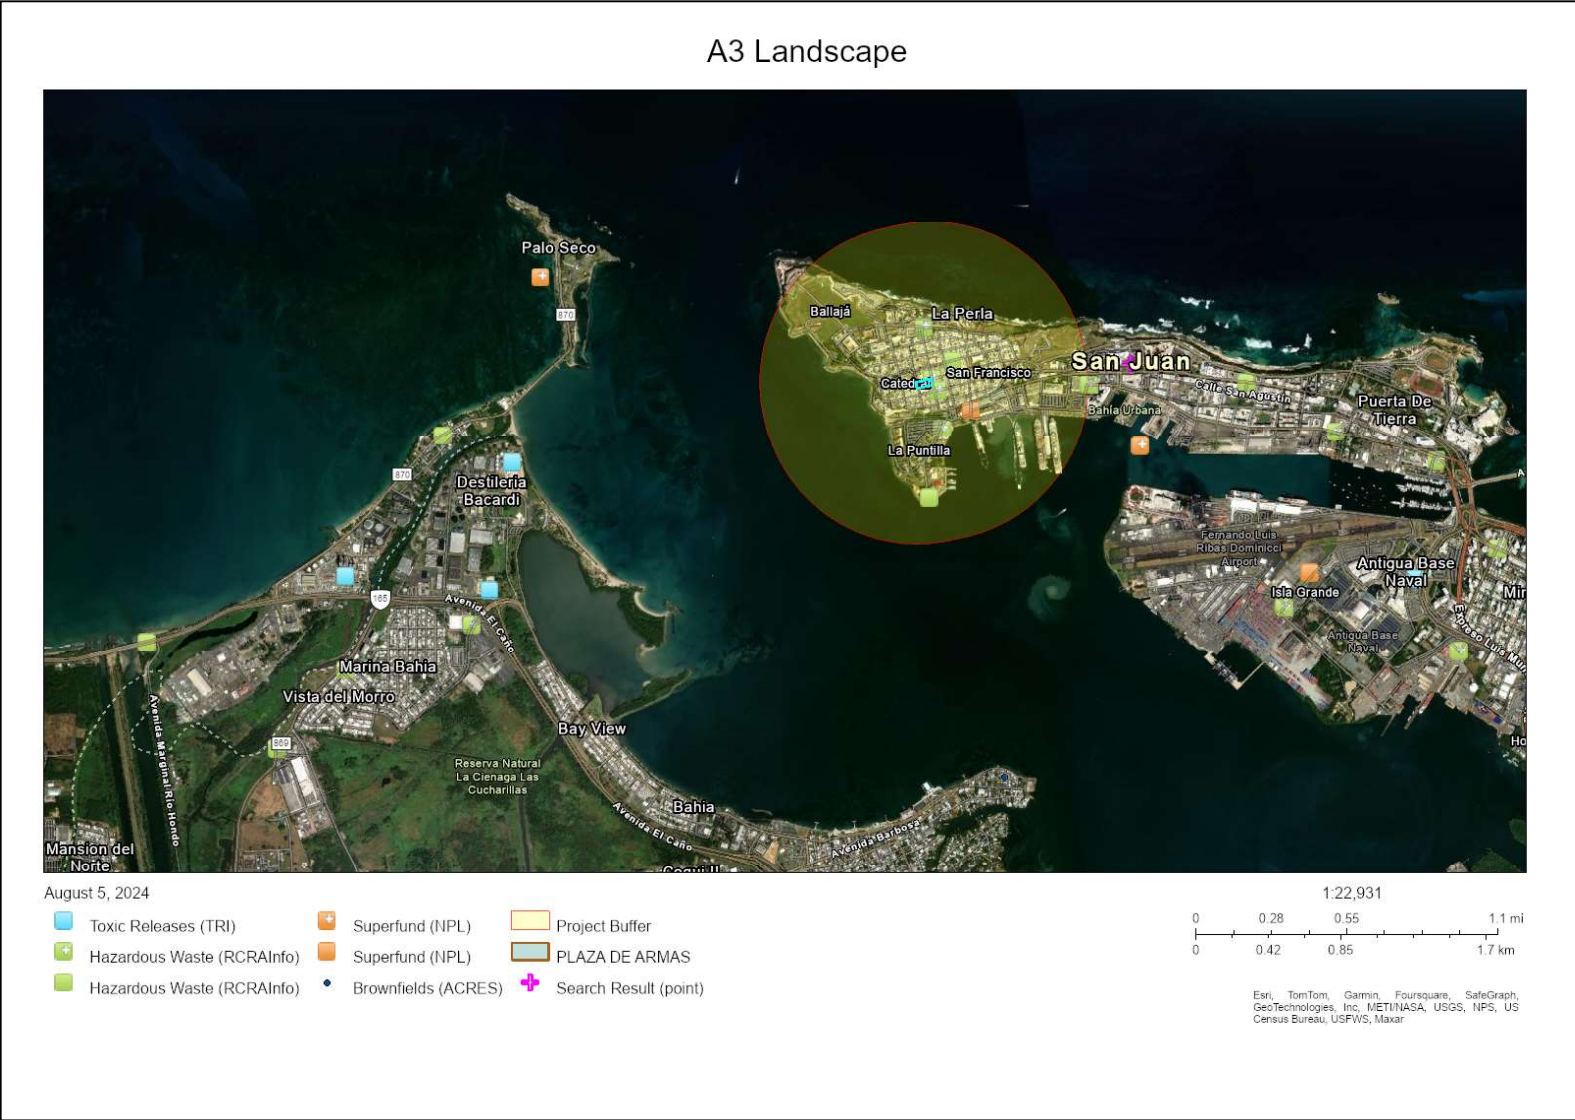 A3 Landscape
Palo Seco
870
Ballajá
La Perla
San Juan
San Francisco
Calle San Agustin
Bahia Urbana
Puerta De
Tierra
La Puntilla
870
Destileria
Bacardi
Fernando Luis
Ribas Dominicci
Airport
Antigua Base
Naval
Isla Grande
165
Avenida El Caño
Antigua Base
Naval
Marina Bahia
Vista del Morro
Avenida Marginal Rio Hondo
869
Bay View
Reserva Natural
La Cienaga Las
Cucharillas
Bahia
Avenida El Caño
Avenida Barbosa
Mansion del
Norte
August 5, 2024
Toxic Releases (TRI)
Hazardous Waste (RCRAInfo)
Hazardous Waste (RCRAInfo)
Superfund (NPL)
Superfund (NPL)
Brownfields (ACRES)
Project Buffer
PLAZA DE ARMAS
Search Result (point)
1:22,931
0 0.28 0.55 1.1 mi
0 0.42 0.85 1.7 km
Esri, TomTom, Garmin, Foursquare, SafeGraph,
GeoTechnologies, Inc, METI/NASA, USGS, NPS, US
Census Bureau, USFWS, Maxar